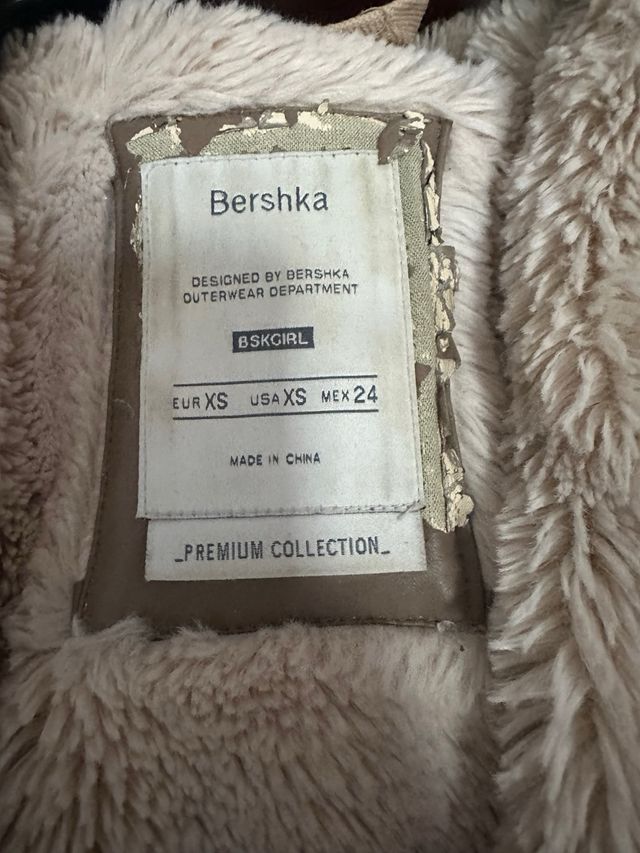 Bershka
DESIGNED BY BERSHKA
OUTERWEAR DEPARTMENT
BSKGIRL
EUR XS USA XS MEX 24
MADE IN CHINA
_PREMIUM COLLECTION_